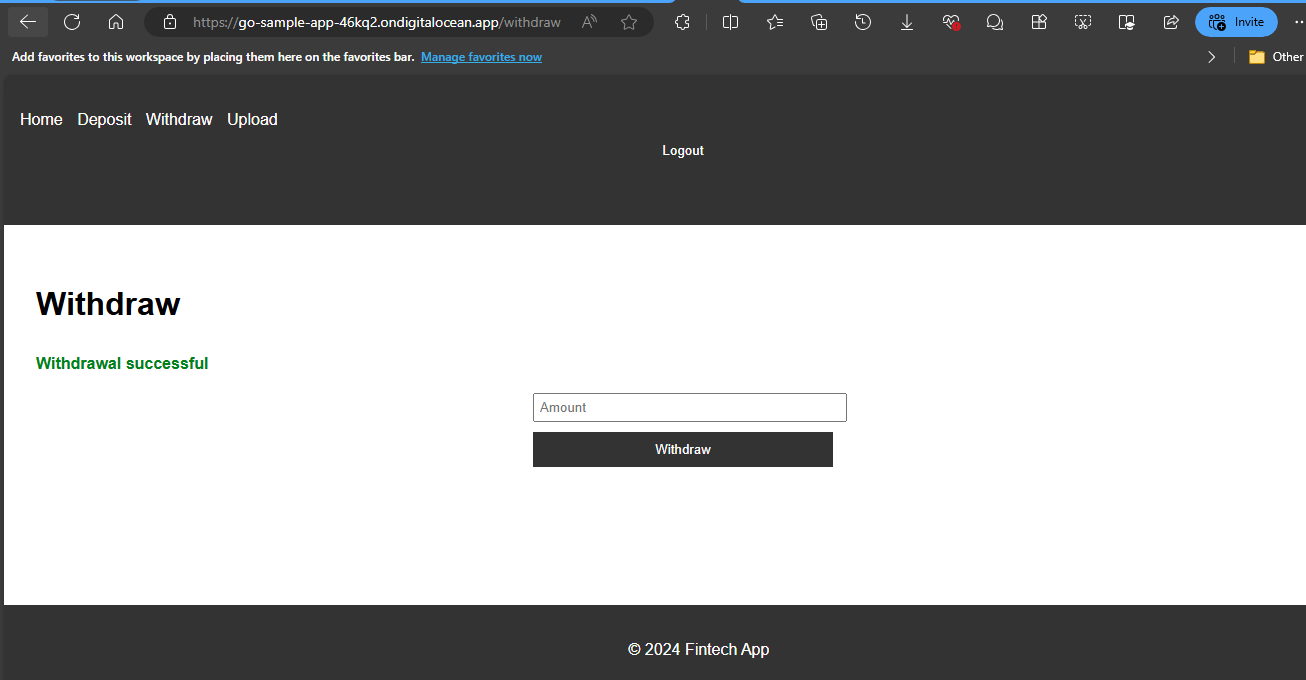 https://go-sample-app-46kq2.ondigitalocean.app/withdraw A Invite
Add favorites to this workspace by placing them here on the favorites bar. Manage favorites now Other
Home Deposit Withdraw Upload
Logout
Withdraw
Withdrawal successful
Amount
Withdraw
© 2024 Fintech App